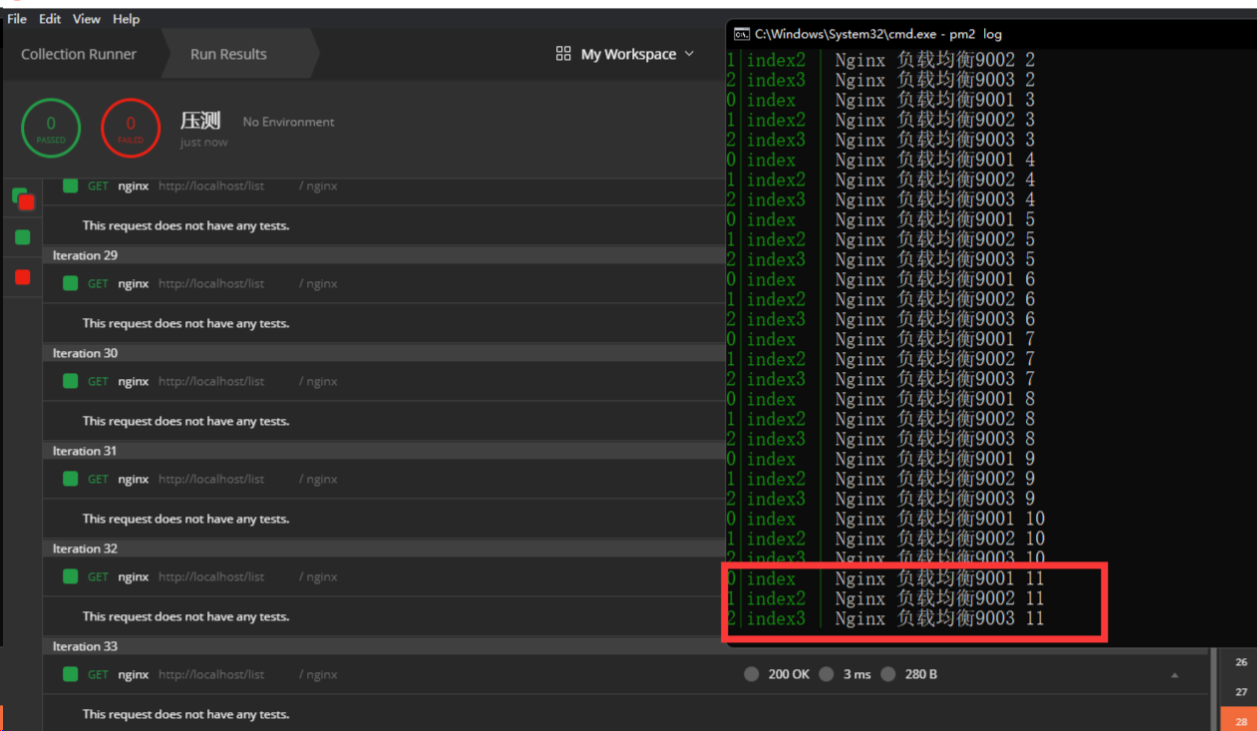 File Edit View Help
Collection Runner
Run Results
My Workspace
0
PASSED
0
FAILED
压测
No Environment
just now
GET nginx http://localhost/list / nginx
This request does not have any tests.
Iteration 29
GET nginx http://localhost/list / nginx
This request does not have any tests.
Iteration 30
GET nginx http://localhost/list / nginx
This request does not have any tests.
Iteration 31
GET nginx http://localhost/list / nginx
This request does not have any tests.
Iteration 32
GET nginx http://localhost/list / nginx
This request does not have any tests.
Iteration 33
GET nginx http://localhost/list / nginx
200 OK 3 ms 280 B
This request does not have any tests.
C:\Windows\System32\cmd.exe - pm2 log
1|index2 | Nginx 负载均衡9002 2
2|index3 | Nginx 负载均衡9003 2
0|index | Nginx 负载均衡9001 3
1|index2 | Nginx 负载均衡9002 3
2|index3 | Nginx 负载均衡9003 3
0|index | Nginx 负载均衡9001 4
1|index2 | Nginx 负载均衡9002 4
2|index3 | Nginx 负载均衡9003 4
0|index | Nginx 负载均衡9001 5
1|index2 | Nginx 负载均衡9002 5
2|index3 | Nginx 负载均衡9003 5
0|index | Nginx 负载均衡9001 6
1|index2 | Nginx 负载均衡9002 6
2|index3 | Nginx 负载均衡9003 6
0|index | Nginx 负载均衡9001 7
1|index2 | Nginx 负载均衡9002 7
2|index3 | Nginx 负载均衡9003 7
0|index | Nginx 负载均衡9001 8
1|index2 | Nginx 负载均衡9002 8
2|index3 | Nginx 负载均衡9003 8
0|index | Nginx 负载均衡9001 9
1|index2 | Nginx 负载均衡9002 9
2|index3 | Nginx 负载均衡9003 9
0|index | Nginx 负载均衡9001 10
1|index2 | Nginx 负载均衡9002 10
2|index3 | Nginx 负载均衡9003 10
0|index | Nginx 负载均衡9001 11
1|index2 | Nginx 负载均衡9002 11
2|index3 | Nginx 负载均衡9003 11
26
27
28